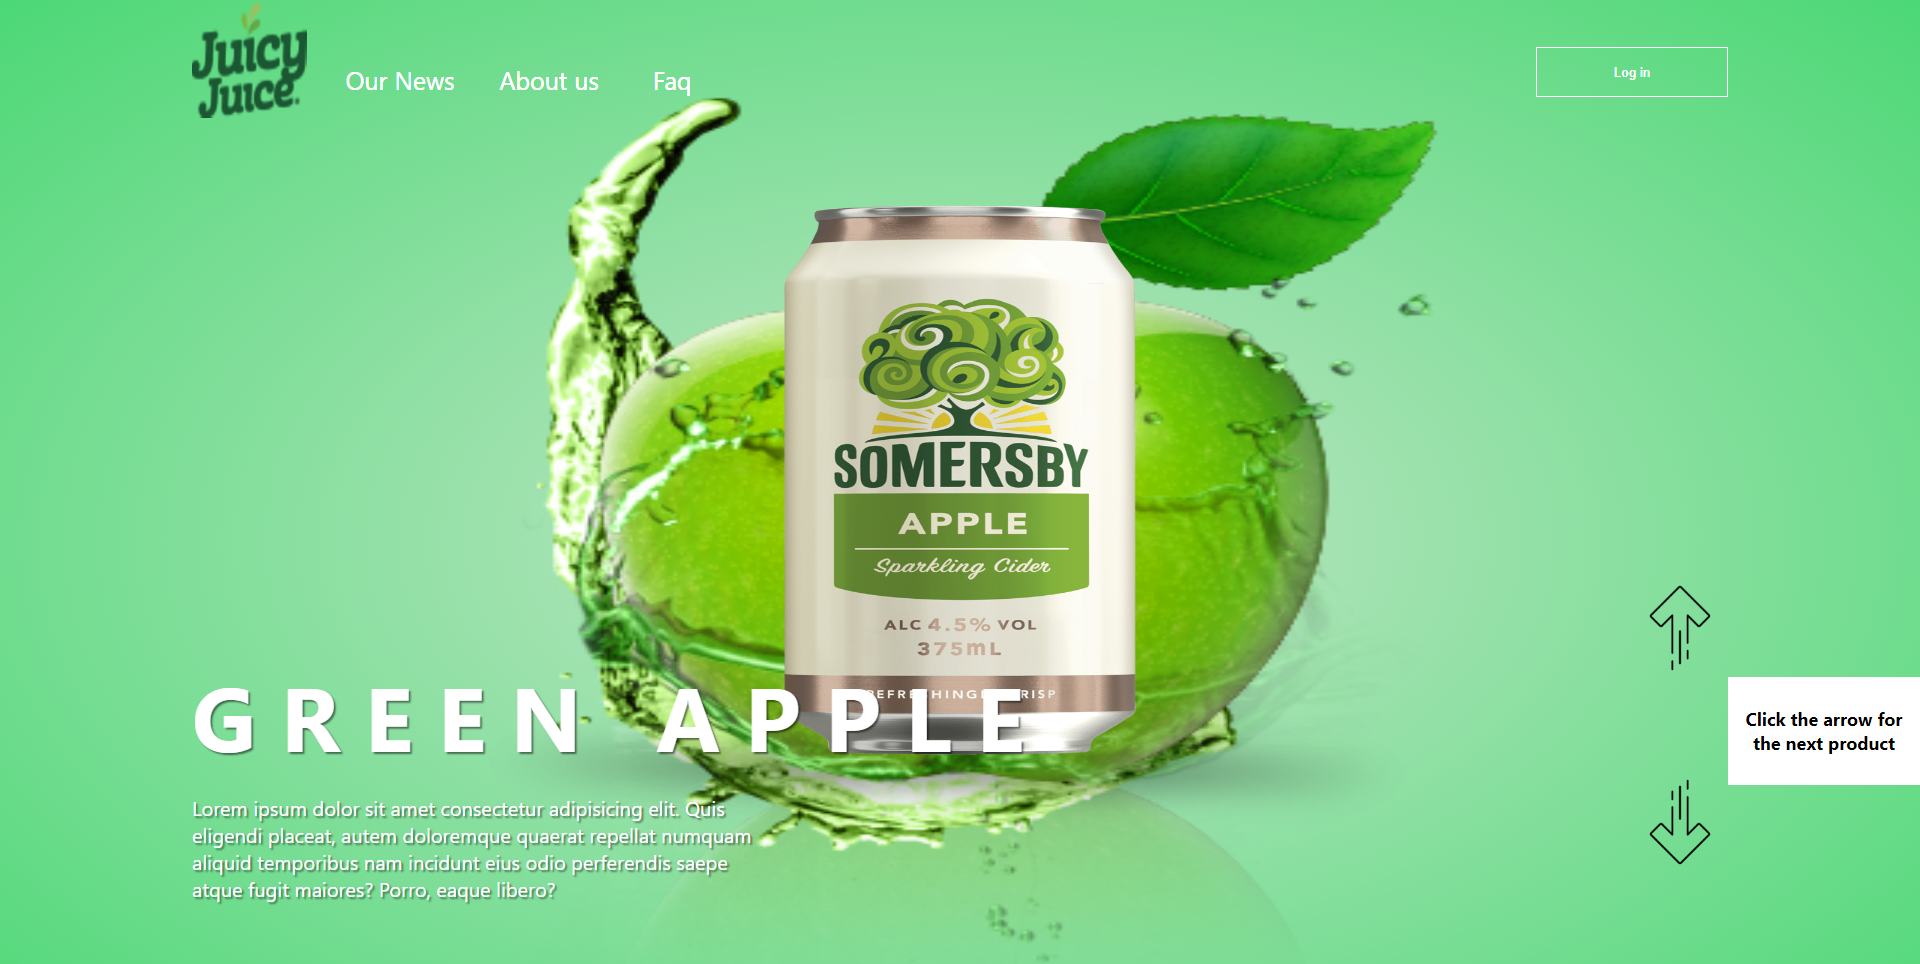 Juicy
Juice.
Our News
About us
Faq
Log in
SOMERSBY
APPLE
Sparkling Cider
ALC 4.5% VOL
375mL
GREEN APPLE
Lorem ipsum dolor sit amet consectetur adipisicing elit. Quis
eligendi placeat, autem doloremque quaerat repellat numquam
aliquid temporibus nam incidunt eius odio perferendis saepe
atque fugit maiores? Porro, eaque libero?
Click the arrow for
the next product